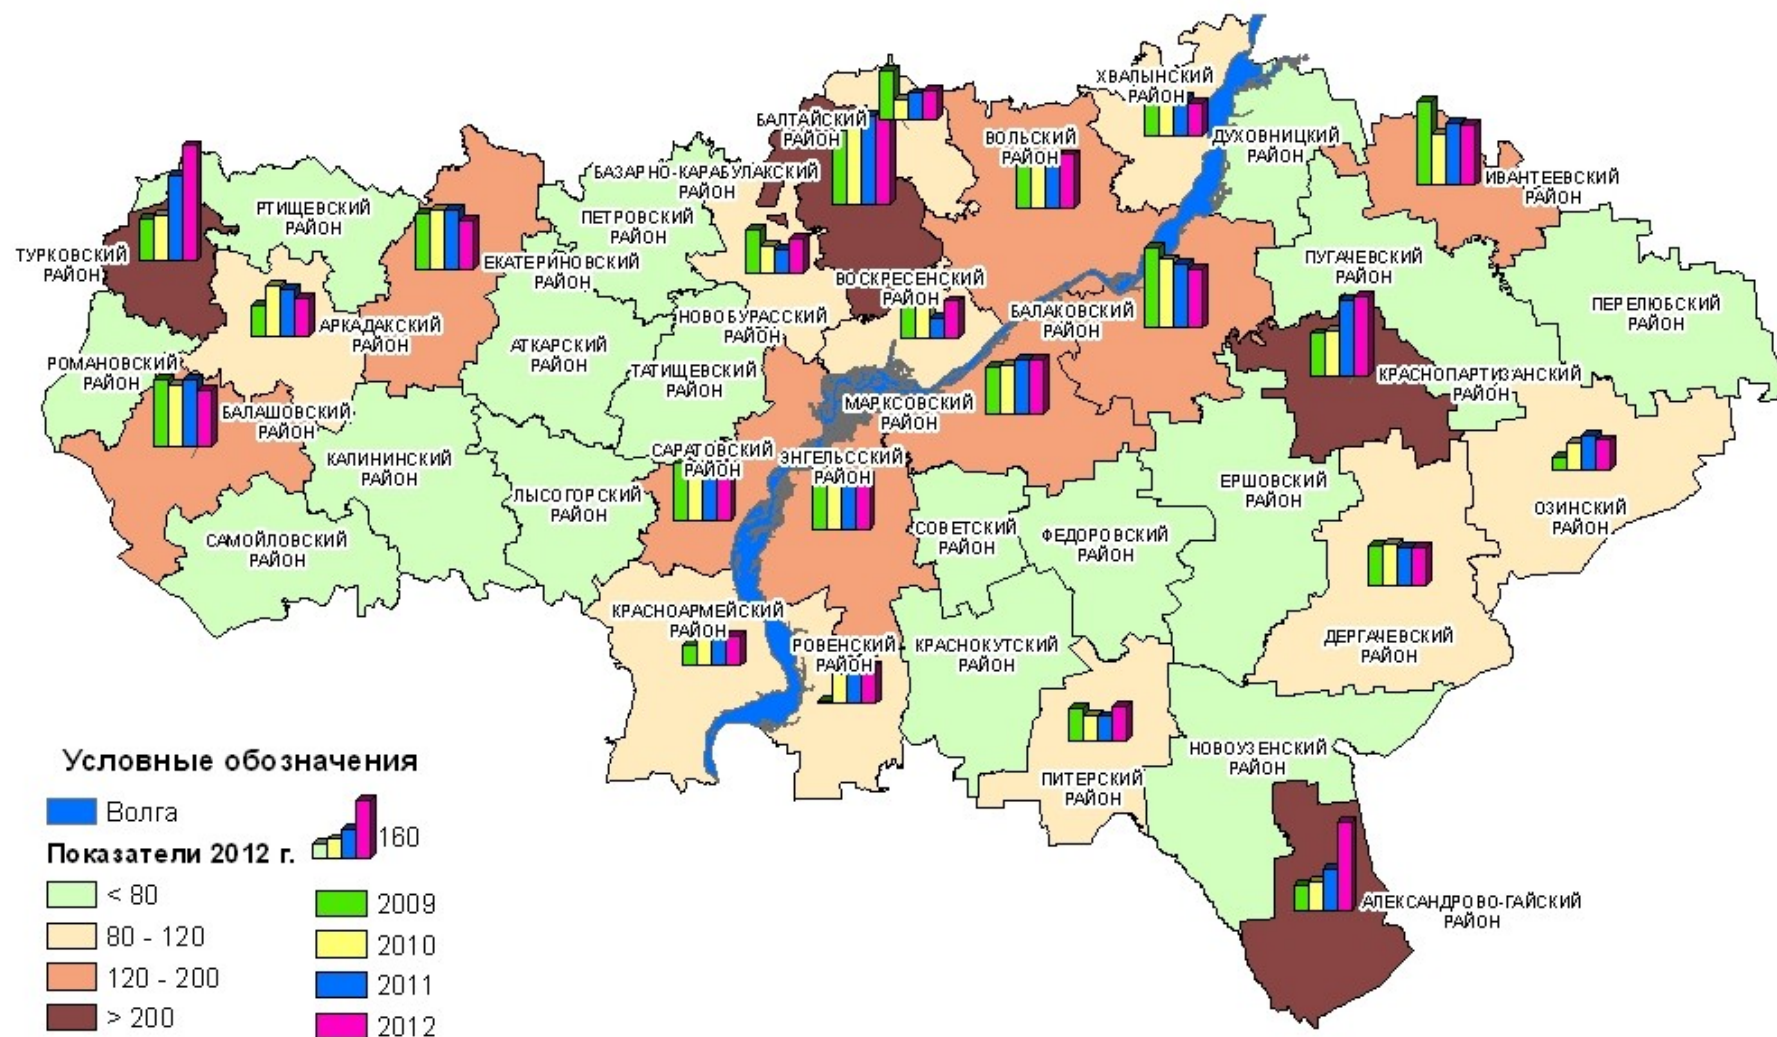 ХВАЛЫНСКИЙ
РАЙОН
БАЛТАЙСКИЙ
РАЙОН
ВОЛЬСКИЙ
РАЙОН
ДУХОВНИЦКИЙ
РАЙОН
БАЗАРНО-КАРАБУЛАКСКИЙ
РАЙОН
ИВАНТЕЕВСКИЙ
РАЙОН
РТИЩЕВСКИЙ
РАЙОН
ПЕТРОВСКИЙ
РАЙОН
ТУРКОВСКИЙ
РАЙОН
ЕКАТЕРИНОВСКИЙ
РАЙОН
ПУГАЧЕВСКИЙ
РАЙОН
ВОСКРЕСЕНСКИЙ
РАЙОН
ПЕРЕЛЮБСКИЙ
РАЙОН
НОВОБУРАССКИЙ
РАЙОН
БАЛАКОВСКИЙ
РАЙОН
АРКАДАКСКИЙ
РАЙОН
АТКАРСКИЙ
РАЙОН
РОМАНОВСКИЙ
РАЙОН
ТАТИЩЕВСКИЙ
РАЙОН
КРАСНОПАРТИЗАНСКИЙ
РАЙОН
МАРКСОВСКИЙ
РАЙОН
БАЛАШОВСКИЙ
РАЙОН
САРАТОВСКИЙ
РАЙОН
ЭНГЕЛЬССКИЙ
РАЙОН
КАЛИНИНСКИЙ
РАЙОН
ЕРШОВСКИЙ
РАЙОН
ЛЫСОГОРСКИЙ
РАЙОН
ОЗИНСКИЙ
РАЙОН
СОВЕТСКИЙ
РАЙОН
ФЕДОРОВСКИЙ
РАЙОН
САМОЙЛОВСКИЙ
РАЙОН
КРАСНОАРМЕЙСКИЙ
РАЙОН
РОВЕНСКИЙ
РАЙОН
КРАСНОКУТСКИЙ
РАЙОН
ДЕРГАЧЕВСКИЙ
РАЙОН
НОВОУЗЕНСКИЙ
РАЙОН
ПИТЕРСКИЙ
РАЙОН
АЛЕКСАНДРОВО-ГАЙСКИЙ
РАЙОН
Условные обозначения
Волга
160
Показатели 2012 г.
< 80
80 - 120
120 - 200
> 200
2009
2010
2011
2012